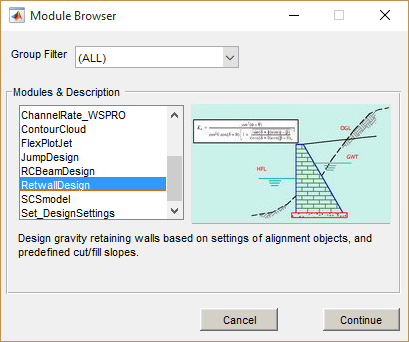 Module Browser
Group Filter
(ALL)
Modules & Description
ChannelRate_WSPRO
ContourCloud
FlexPlotJet
JumpDesign
RCBeamDesign
RetwallDesign
SCSmodel
Set_DesignSettings
OGL
GWT
HFL
Design gravity retaining walls based on settings of alignment objects, and
predefined cut/fill slopes.
Cancel
Continue